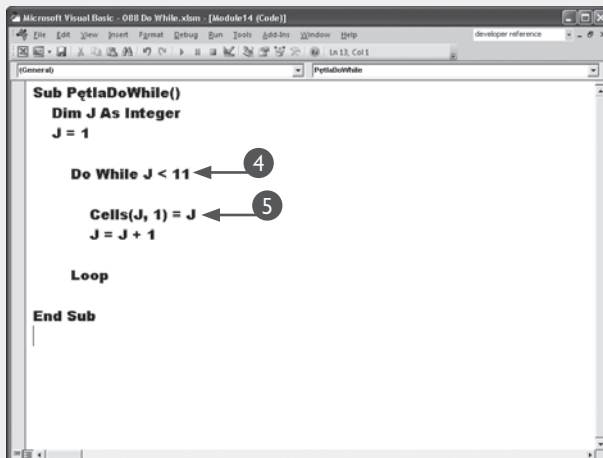 Microsoft Visual Basic - 088 Do While.xlsm - [Module14 (Code)]
File Edit View Insert Format Debug Run Tools Add-Ins Window Help
developer reference
Ln 13, Col 1
(General)
PętlaDoWhile
Sub PętlaDoWhile()
Dim J As Integer
J = 1
Do While J < 11
4
Cells(J, 1) = J
5
J = J + 1
Loop
End Sub